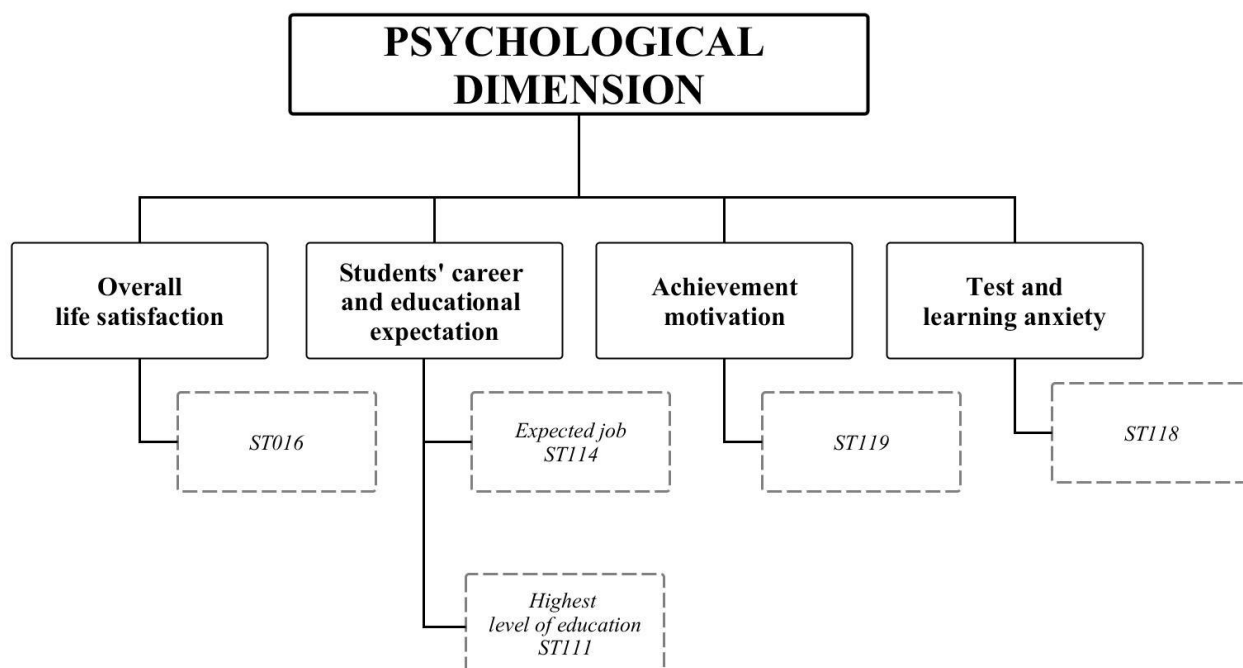 PSYCHOLOGICAL
DIMENSION
Overall
life satisfaction
Students' career
and educational
expectation
Achievement
motivation
Test and
learning anxiety
ST016
Expected job
ST114
ST119
ST118
Highest
level of education
ST111